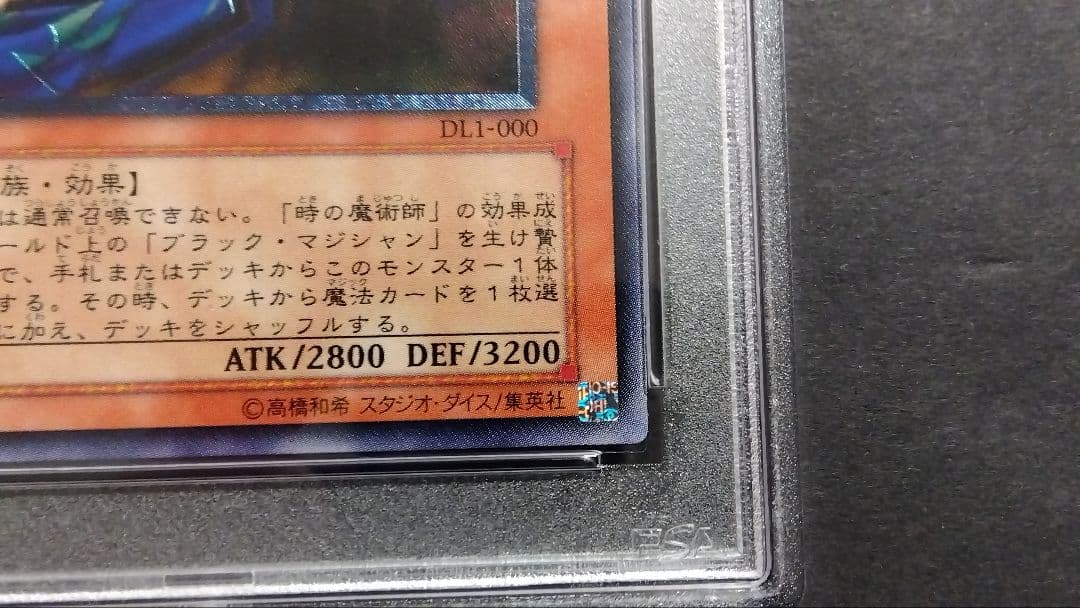 DL1-000
族・効果】
は通常召喚できない。「時の魔術師」の効果成
ールド上の「ブラック・マジシャン」を生け贄
で、手札またはデッキからこのモンスター1体
する。その時、デッキから魔法カードを1枚選
に加え、デッキをシャッフルする。
ATK/2800 DEF/3200
©高橋和希 スタジオ・ダイス/集英社
PSA